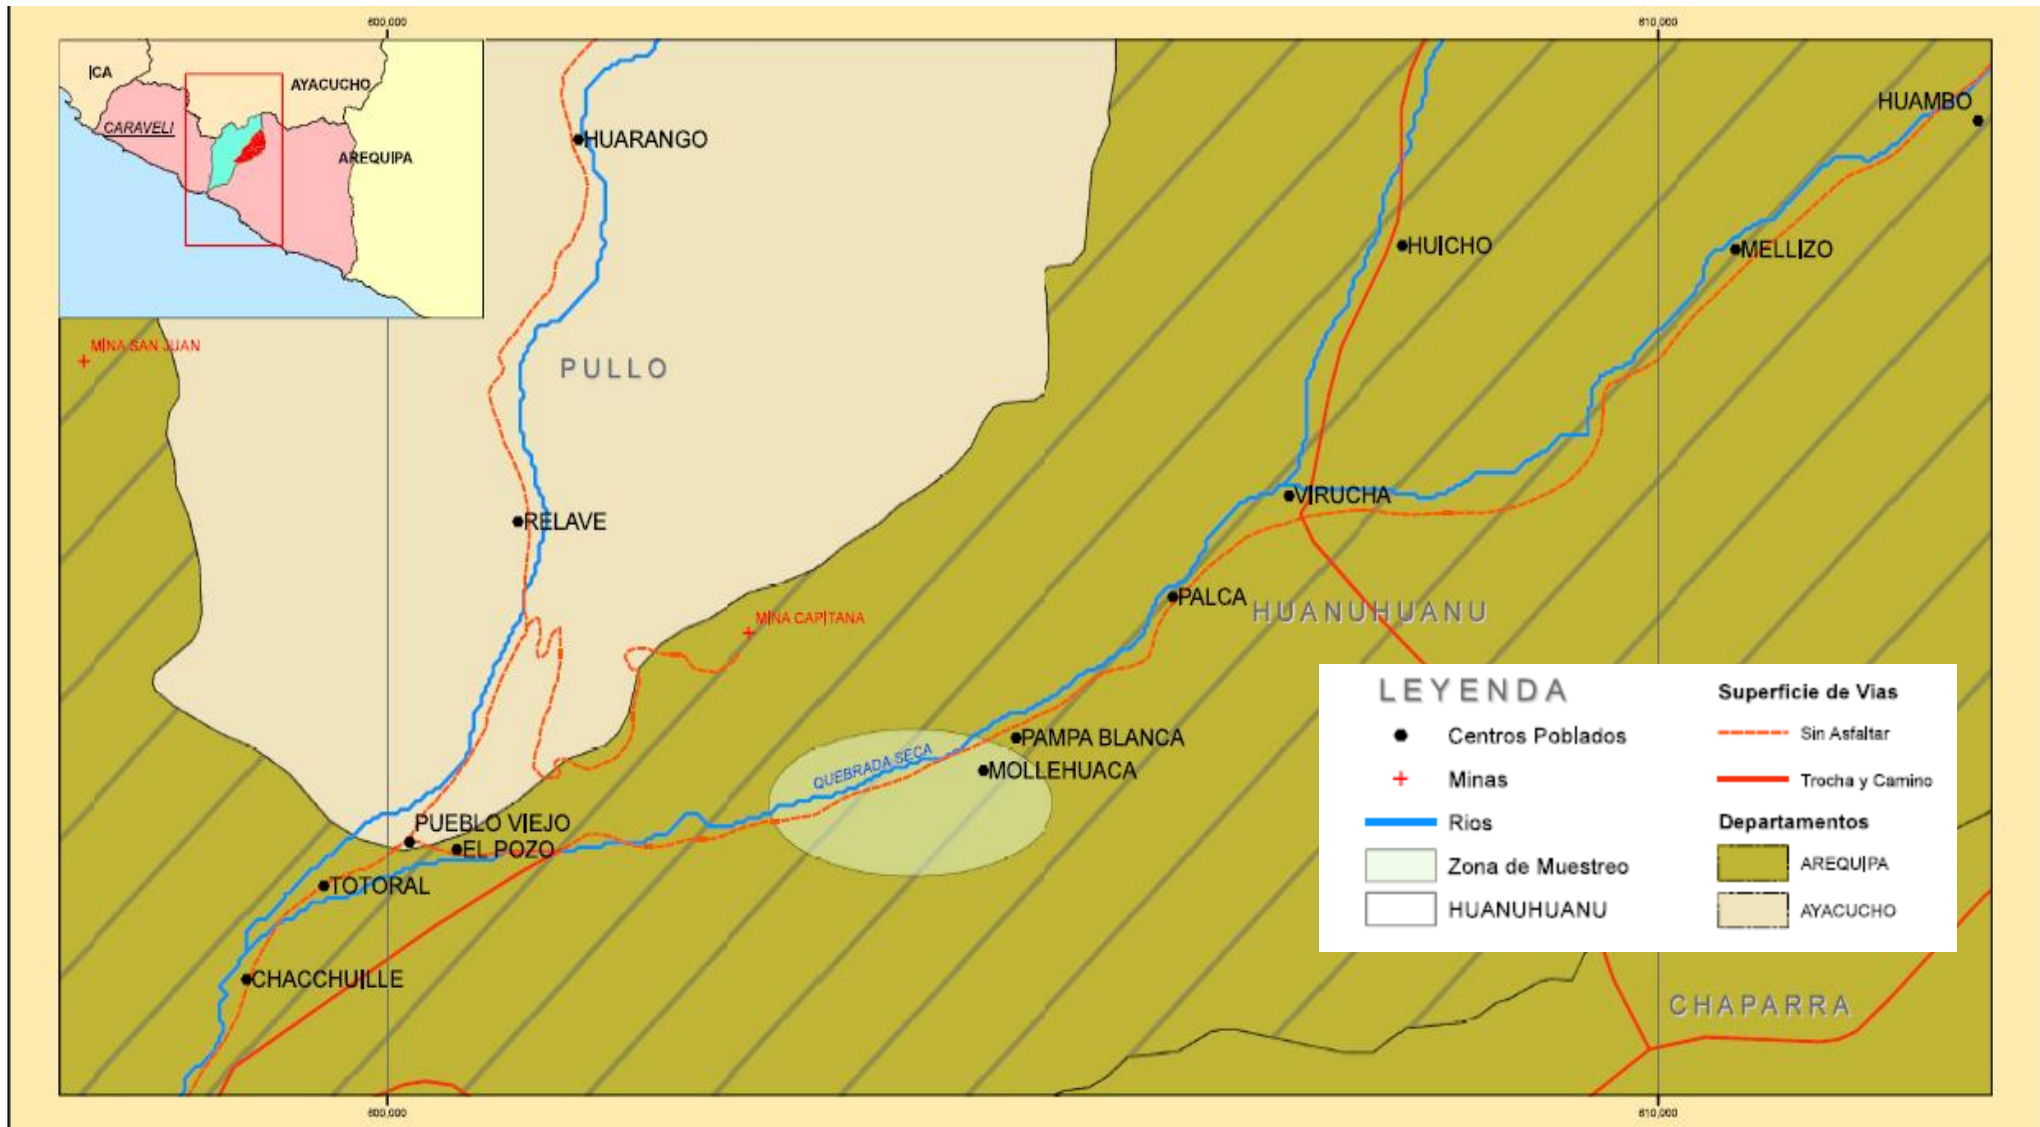 600,000
610,000
ICA
AYACUCHO
CARAVELI
AREQUIPA
HUAMBO
HUARANGO
HUICHO
MELLIZO
MINA SAN JUAN
PULLO
VIRUCHA
RELAVE
PALCA
HUANUHUANU
MINA CAPITANA
PAMPA BLANCA
QUEBRADA SECA
MOLLEHUACA
PUEBLO VIEJO
EL POZO
TOTORAL
CHACCHUILLE
LEYENDA
Centros Poblados
Minas
Rios
Zona de Muestreo
HUANUHUANU
Superficie de Vias
Sin Asfaltar
Trocha y Camino
Departamentos
AREQUIPA
AYACUCHO
CHAPARRA
600,000
610,000